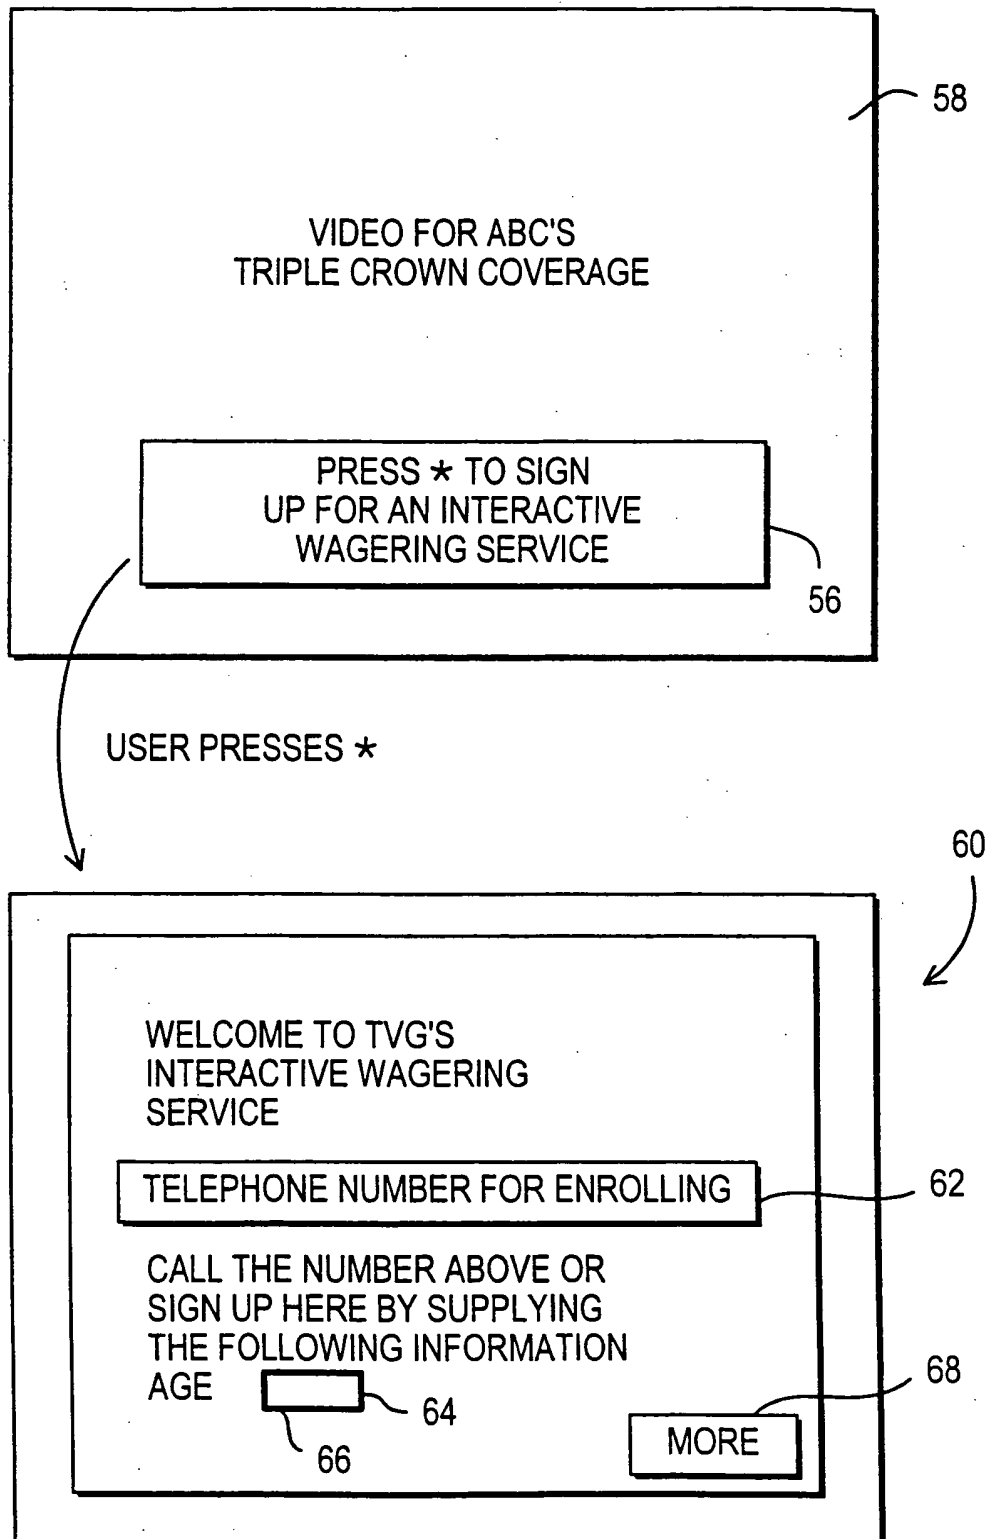 58
VIDEO FOR ABC'S
TRIPLE CROWN COVERAGE
PRESS * TO SIGN
UP FOR AN INTERACTIVE
WAGERING SERVICE
56
USER PRESSES *
60
WELCOME TO TVG'S
INTERACTIVE WAGERING
SERVICE
TELEPHONE NUMBER FOR ENROLLING
62
CALL THE NUMBER ABOVE OR
SIGN UP HERE BY SUPPLYING
THE FOLLOWING INFORMATION
AGE
64
66
68
MORE